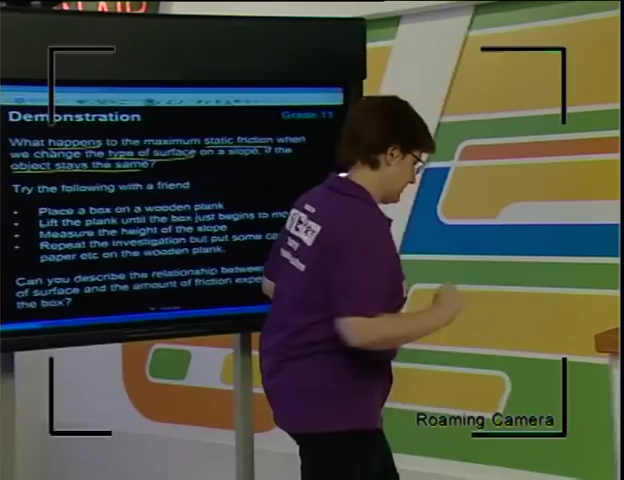 Demonstration
Grade 11
What happens to the maximum static friction when
we change the type of surface on a slope, if the
object stays the same?
Try the following with a friend
• Place a box on a wooden plank
• Lift the plank until the box just begins to
• Measure the height of the slope
• Repeat the investigation but put some
paper etc on the wooden plank.
Can you describe the relationship
of surface and the amount of friction
the box?
Roaming Camera